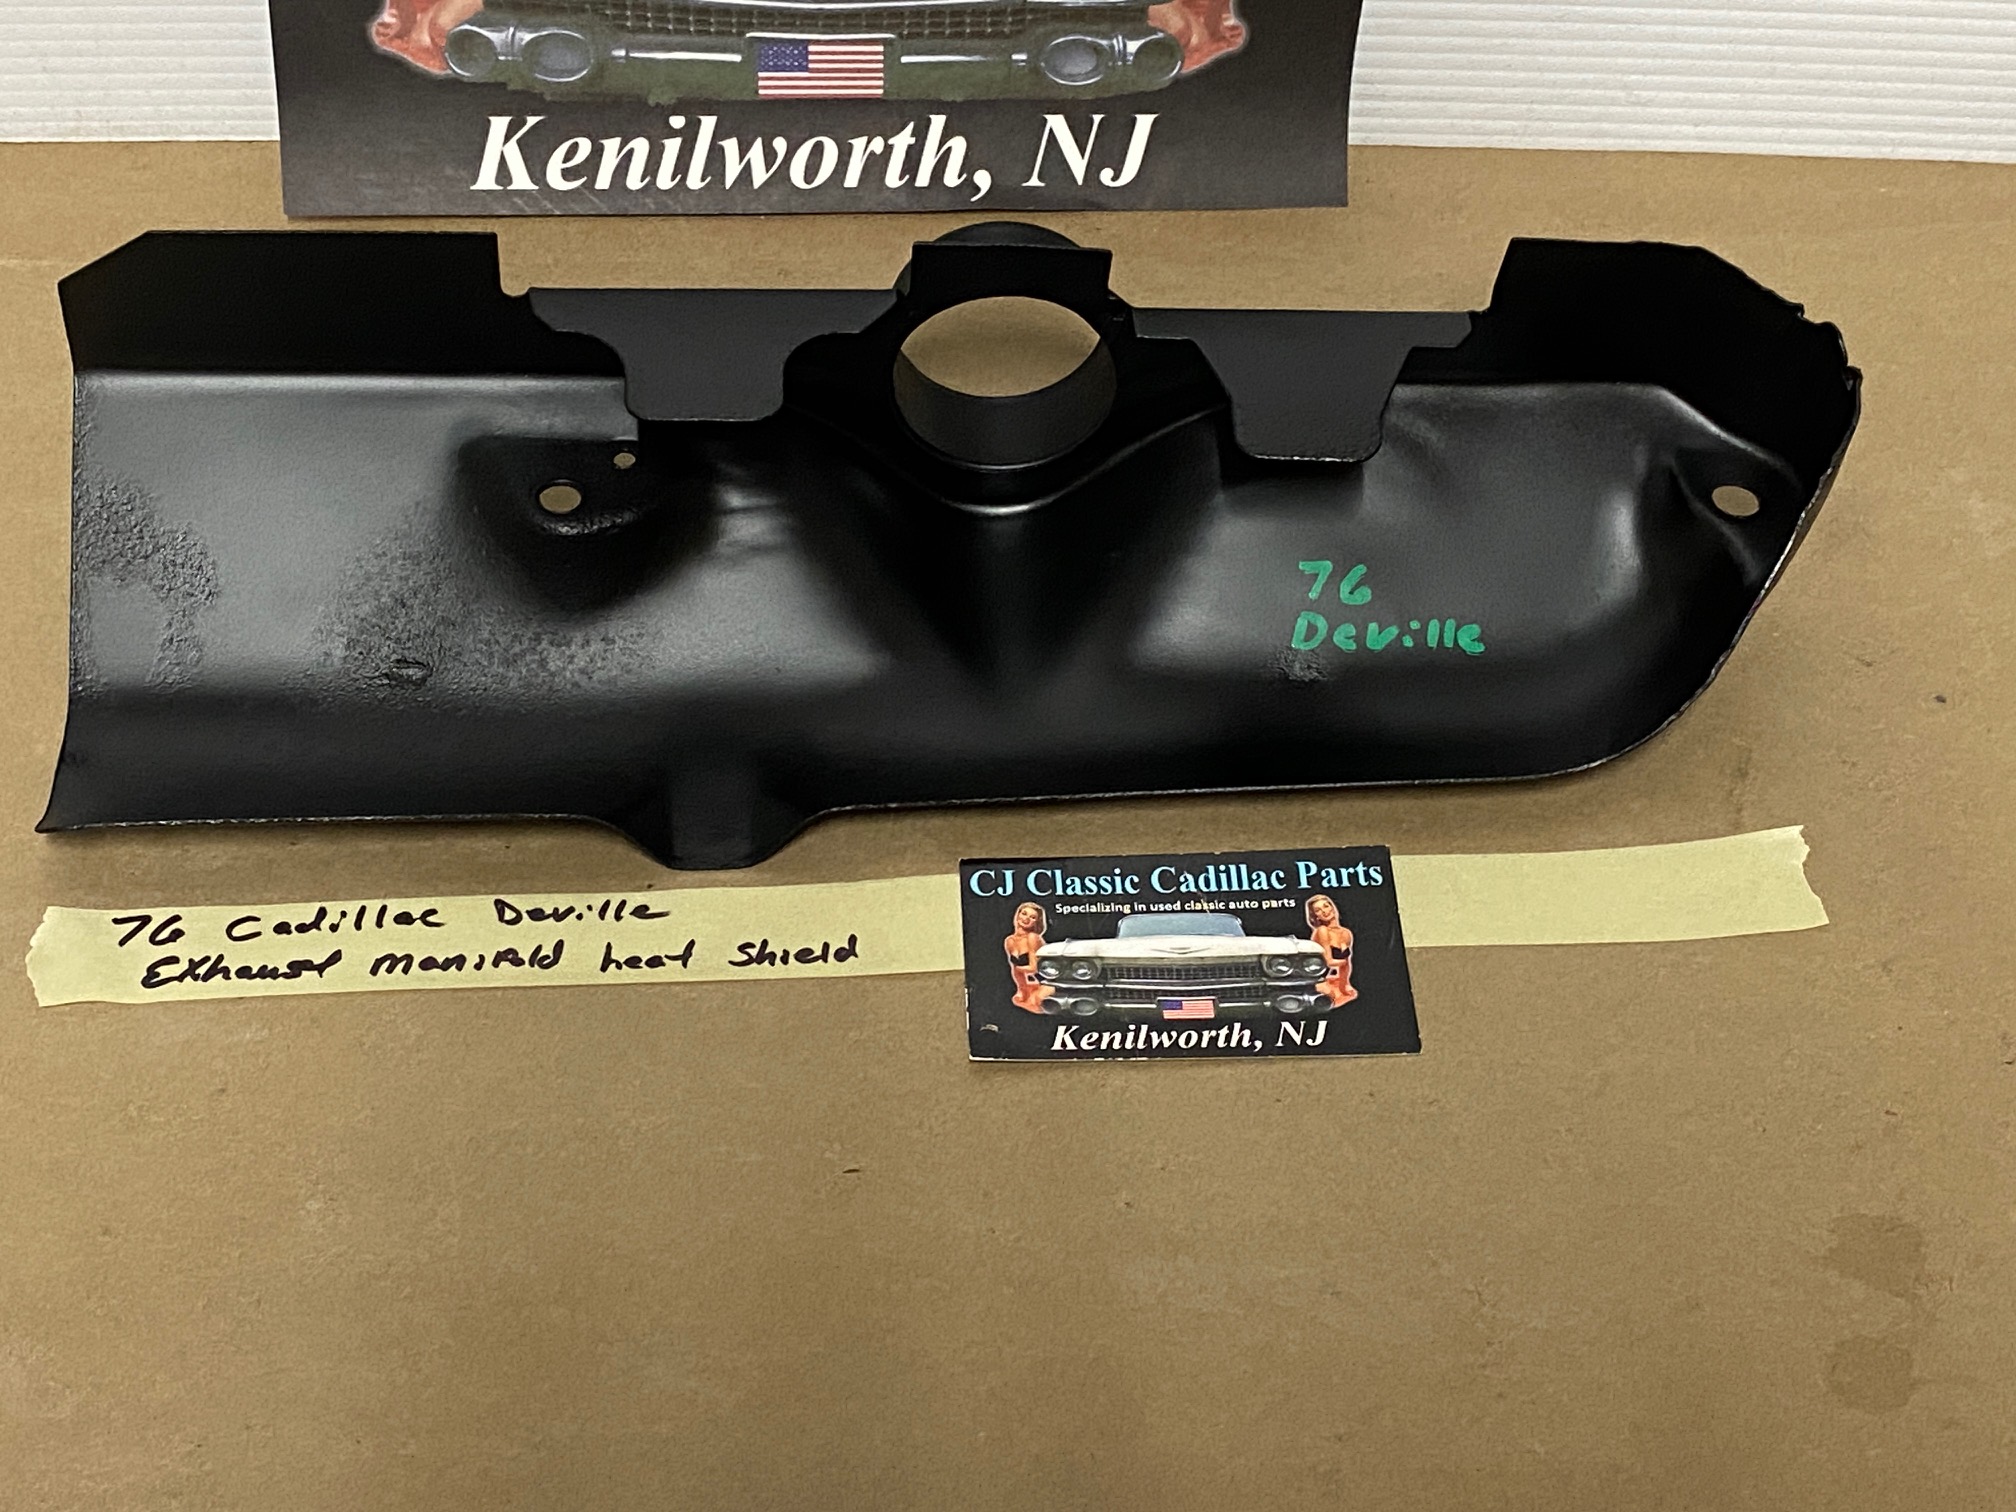 Kenilworth, NJ
76
Deville
76 Cadillac Deville
Exhaust manifold heat shield
CJ Classic Cadillac Parts
Specializing in used classic auto parts
Kenilworth, NJ